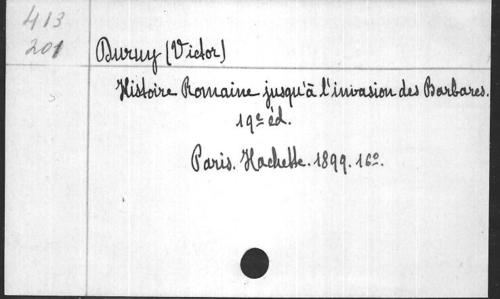 413
201
Duruy (Victor)
Histoire Romaine jusqu'à l'invasion des Barbares.
19e éd.
Paris. Hachette. 1899. 16o.